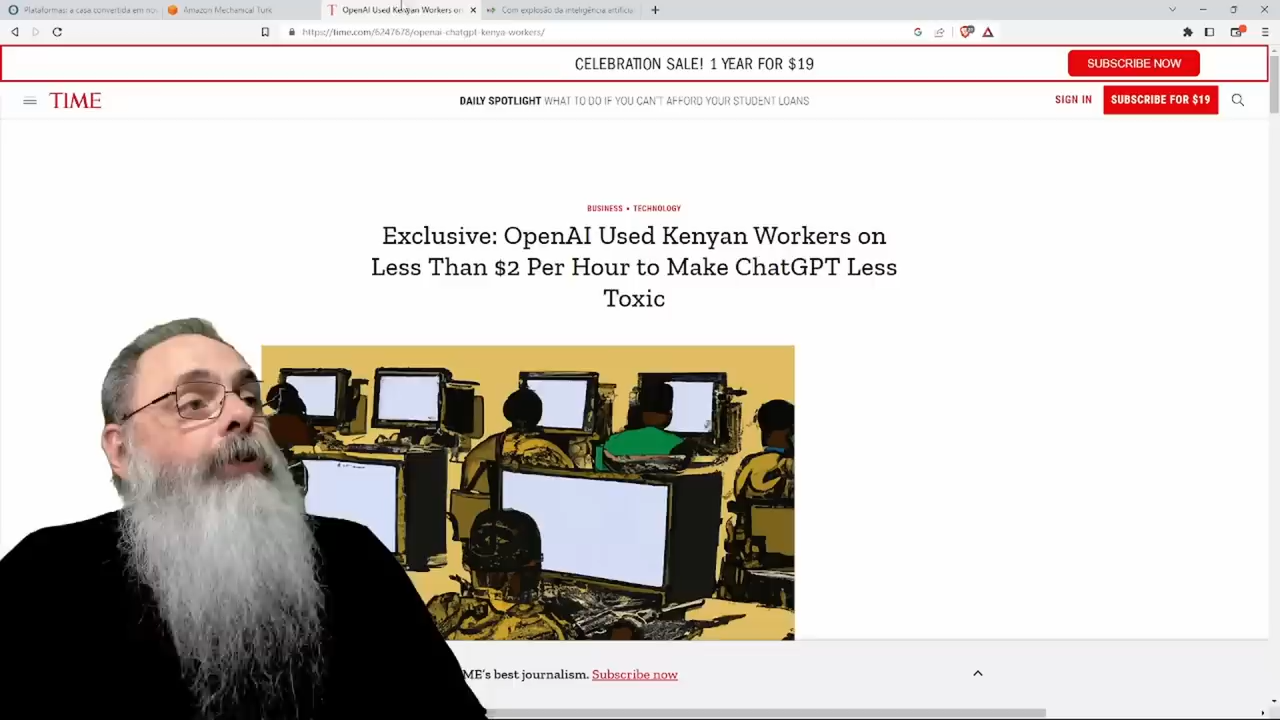 Plataformas: a casa convertida em no
Amazon Mechanical Turk
OpenAI Used Kenyan Workers on
Com explosão da inteligência artificia
https://time.com/6247678/openai-chatgpt-kenya-workers/
CELEBRATION SALE! 1 YEAR FOR $19
SUBSCRIBE NOW
TIME
DAILY SPOTLIGHT WHAT TO DO IF YOU CAN'T AFFORD YOUR STUDENT LOANS
SIGN IN
SUBSCRIBE FOR $19
BUSINESS • TECHNOLOGY
Exclusive: OpenAI Used Kenyan Workers on
Less Than $2 Per Hour to Make ChatGPT Less
Toxic
ME's best journalism. Subscribe now